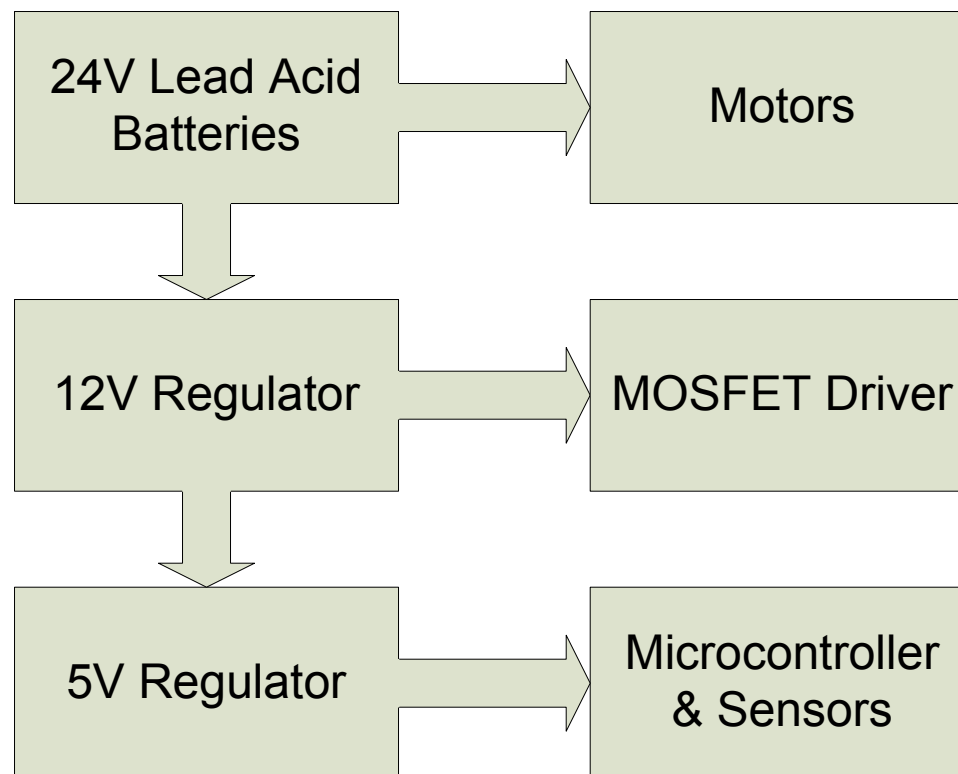 24V Lead Acid
Batteries
Motors
12V Regulator
MOSFET Driver
5V Regulator
Microcontroller
& Sensors